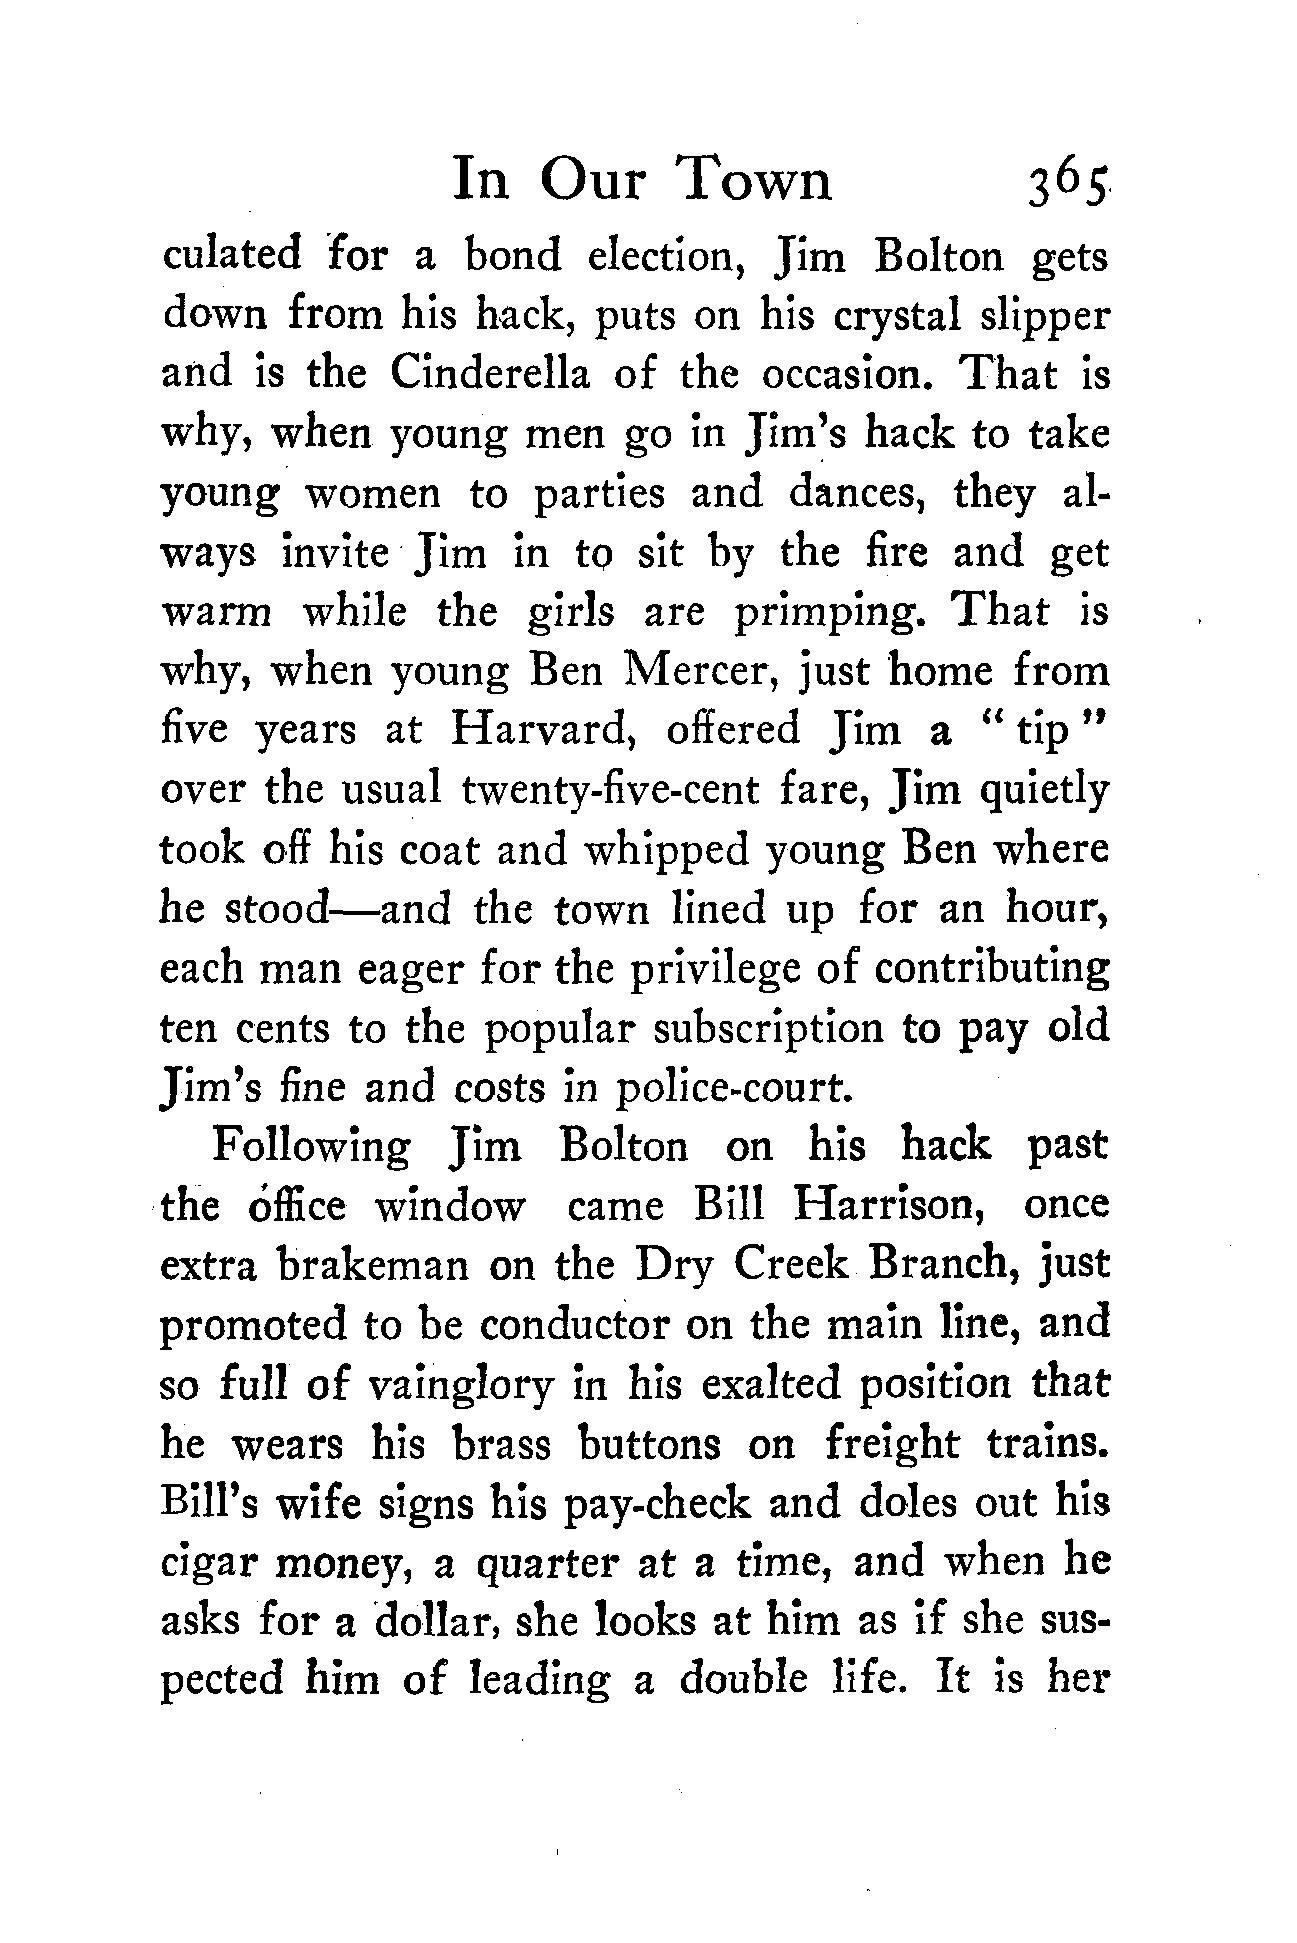 In Our Town 365
culated for a bond election, Jim Bolton gets
down from his hack, puts on his crystal slipper
and is the Cinderella of the occasion. That is
why, when young men go in Jim's hack to take
young women to parties and dances, they al-
ways invite Jim in to sit by the fire and get
warm while the girls are primping. That is
why, when young Ben Mercer, just home from
five years at Harvard, offered Jim a “ tip ”
over the usual twenty-five-cent fare, Jim quietly
took off his coat and whipped young Ben where
he stood—and the town lined up for an hour,
each man eager for the privilege of contributing
ten cents to the popular subscription to pay old
Jim's fine and costs in police-court.
Following Jim Bolton on his hack past
the office window came Bill Harrison, once
extra brakeman on the Dry Creek Branch, just
promoted to be conductor on the main line, and
so full of vainglory in his exalted position that
he wears his brass buttons on freight trains.
Bill's wife signs his pay-check and doles out his
cigar money, a quarter at a time, and when he
asks for a dollar, she looks at him as if she sus-
pected him of leading a double life. It is her